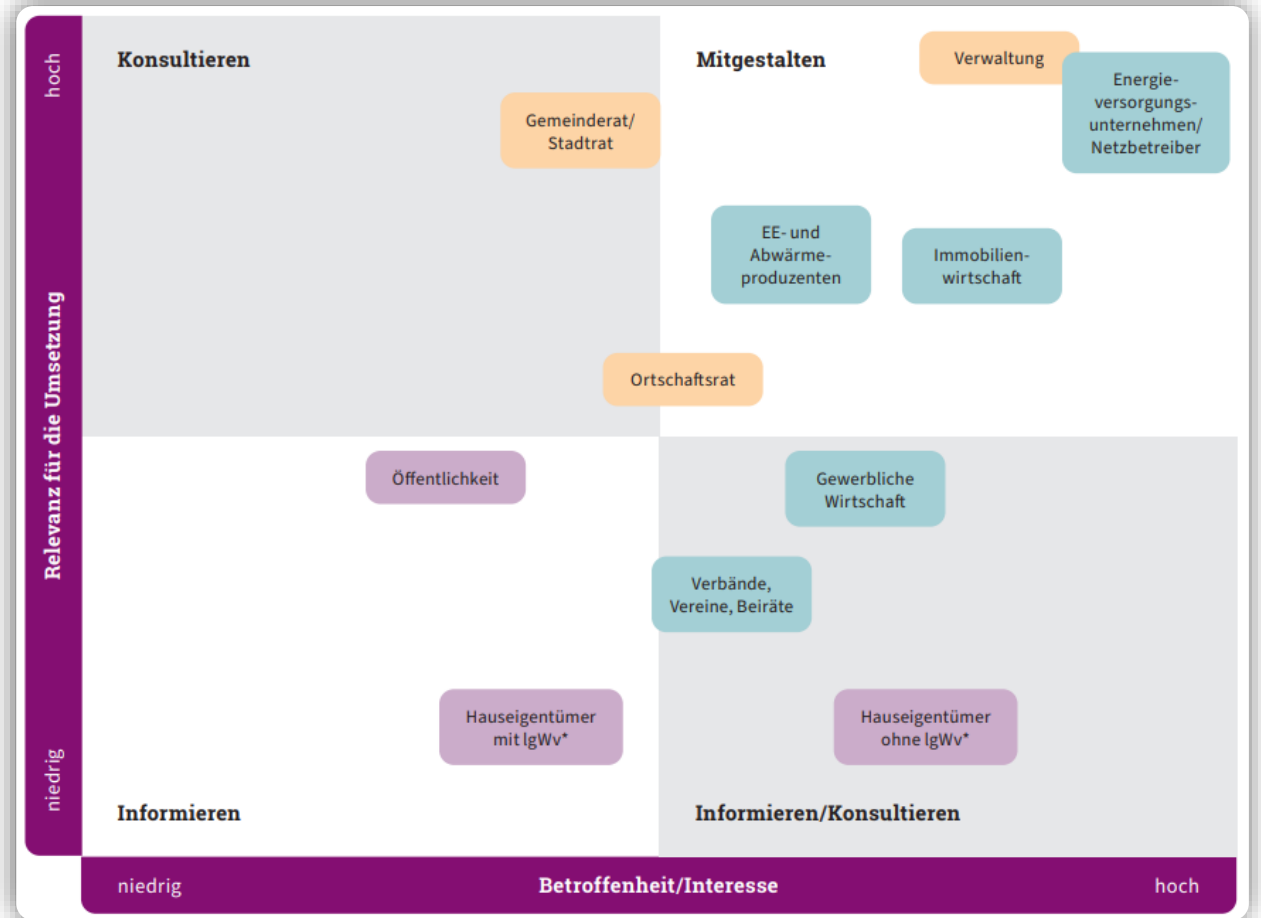 hoch
Relevanz für die Umsetzung
niedrig
Konsultieren
Gemeinderat/
Stadtrat
Mitgestalten
Verwaltung
Energie-
versorgungs-
unternehmen/
Netzbetreiber
EE- und
Abwärme-
produzenten
Immobilien-
wirtschaft
Ortschaftsrat
Öffentlichkeit
Gewerbliche
Wirtschaft
Verbände,
Vereine, Beiräte
Hauseigentümer
mit lgWv*
Hauseigentümer
ohne lgWv*
Informieren
Informieren/Konsultieren
niedrig
Betroffenheit/Interesse
hoch